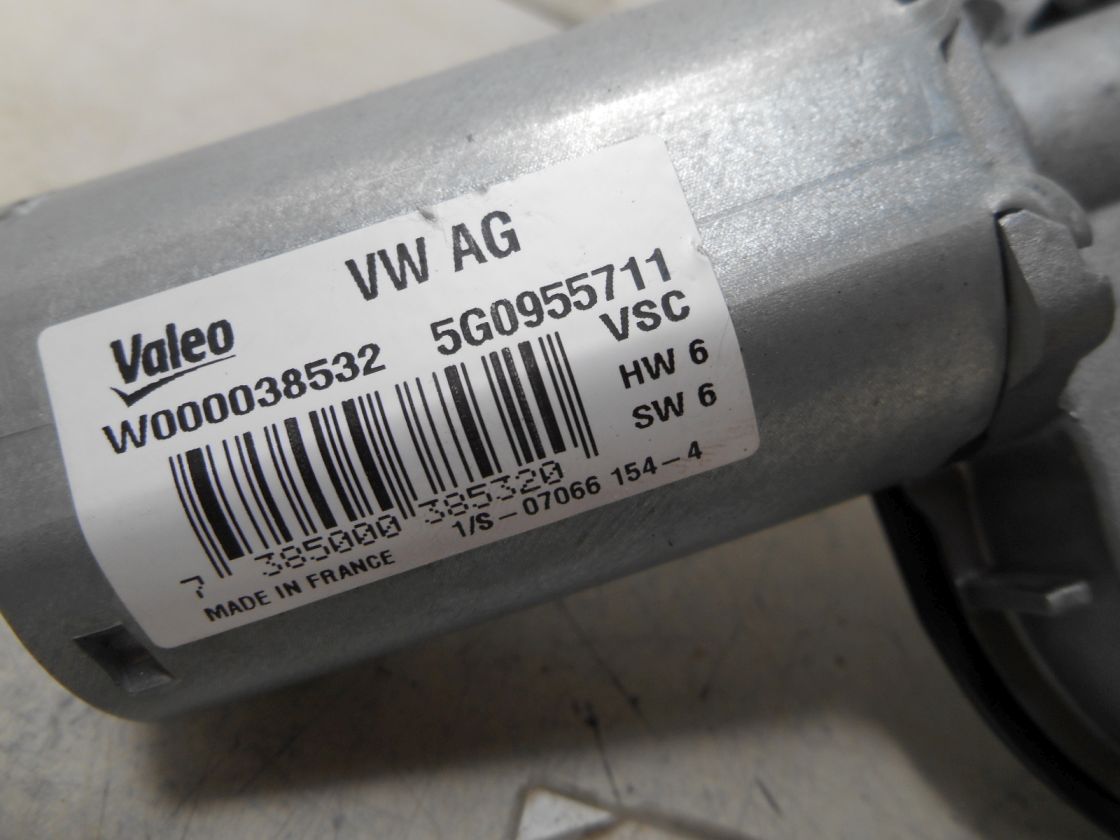 VW AG
Valeo
W000038532 5G0955711
VSC
HW 6
SW 6
7 385000 385320
1/S-07066 154-4
MADE IN FRANCE